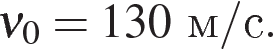 𝒗₀ = 130 м/с.